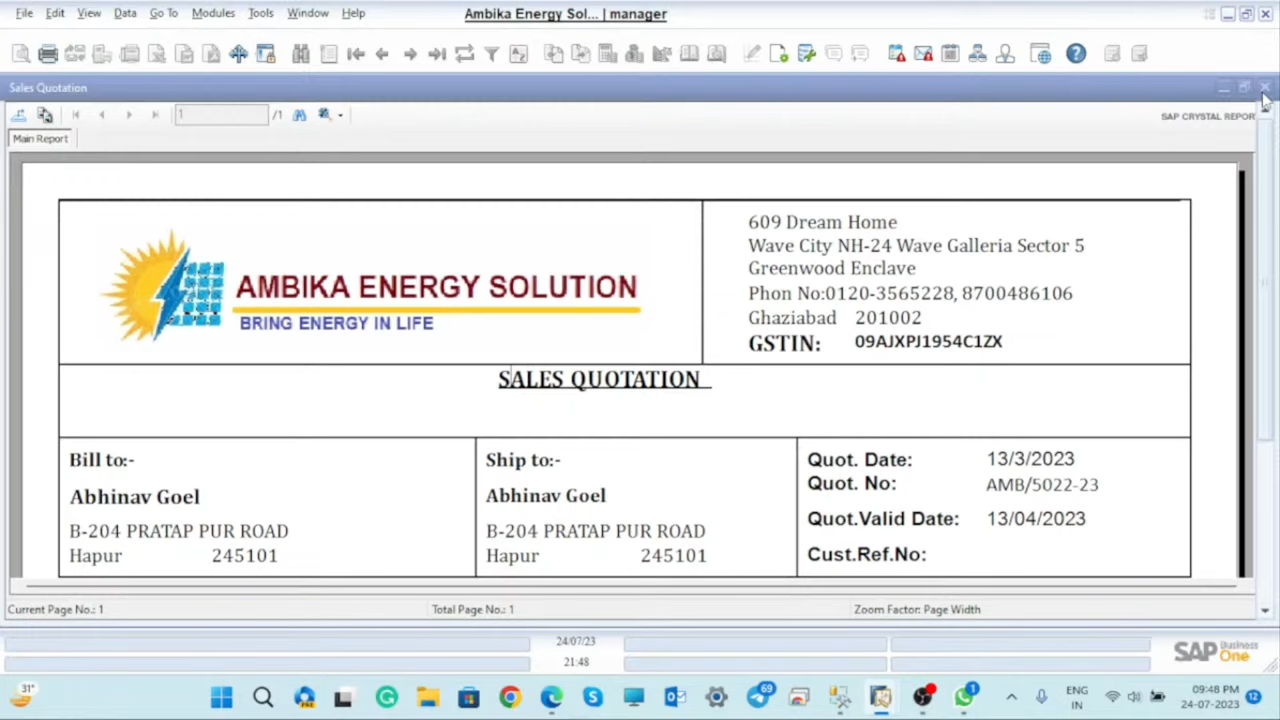 File Edit View Data Go To Modules Tools Window Help
Ambika Energy Sol... | manager
Sales Quotation
1 /1
SAP CRYSTAL REPOR
Main Report
AMBIKA ENERGY SOLUTION
BRING ENERGY IN LIFE
609 Dream Home
Wave City NH-24 Wave Galleria Sector 5
Greenwood Enclave
Phon No:0120-3565228, 8700486106
Ghaziabad 201002
GSTIN: 09AJXPJ1954C1ZX
SALES QUOTATION
Bill to:-
Abhinav Goel
B-204 PRATAP PUR ROAD
Hapur 245101
Ship to:-
Abhinav Goel
B-204 PRATAP PUR ROAD
Hapur 245101
Quot. Date: 13/3/2023
Quot. No: AMB/5022-23
Quot.Valid Date: 13/04/2023
Cust.Ref.No:
Current Page No.: 1 Total Page No.: 1 Zoom Factor: Page Width
24/07/23
21:48
SAP Business One
31°
69
1
ENG
IN
09:48 PM
24-07-2023
12